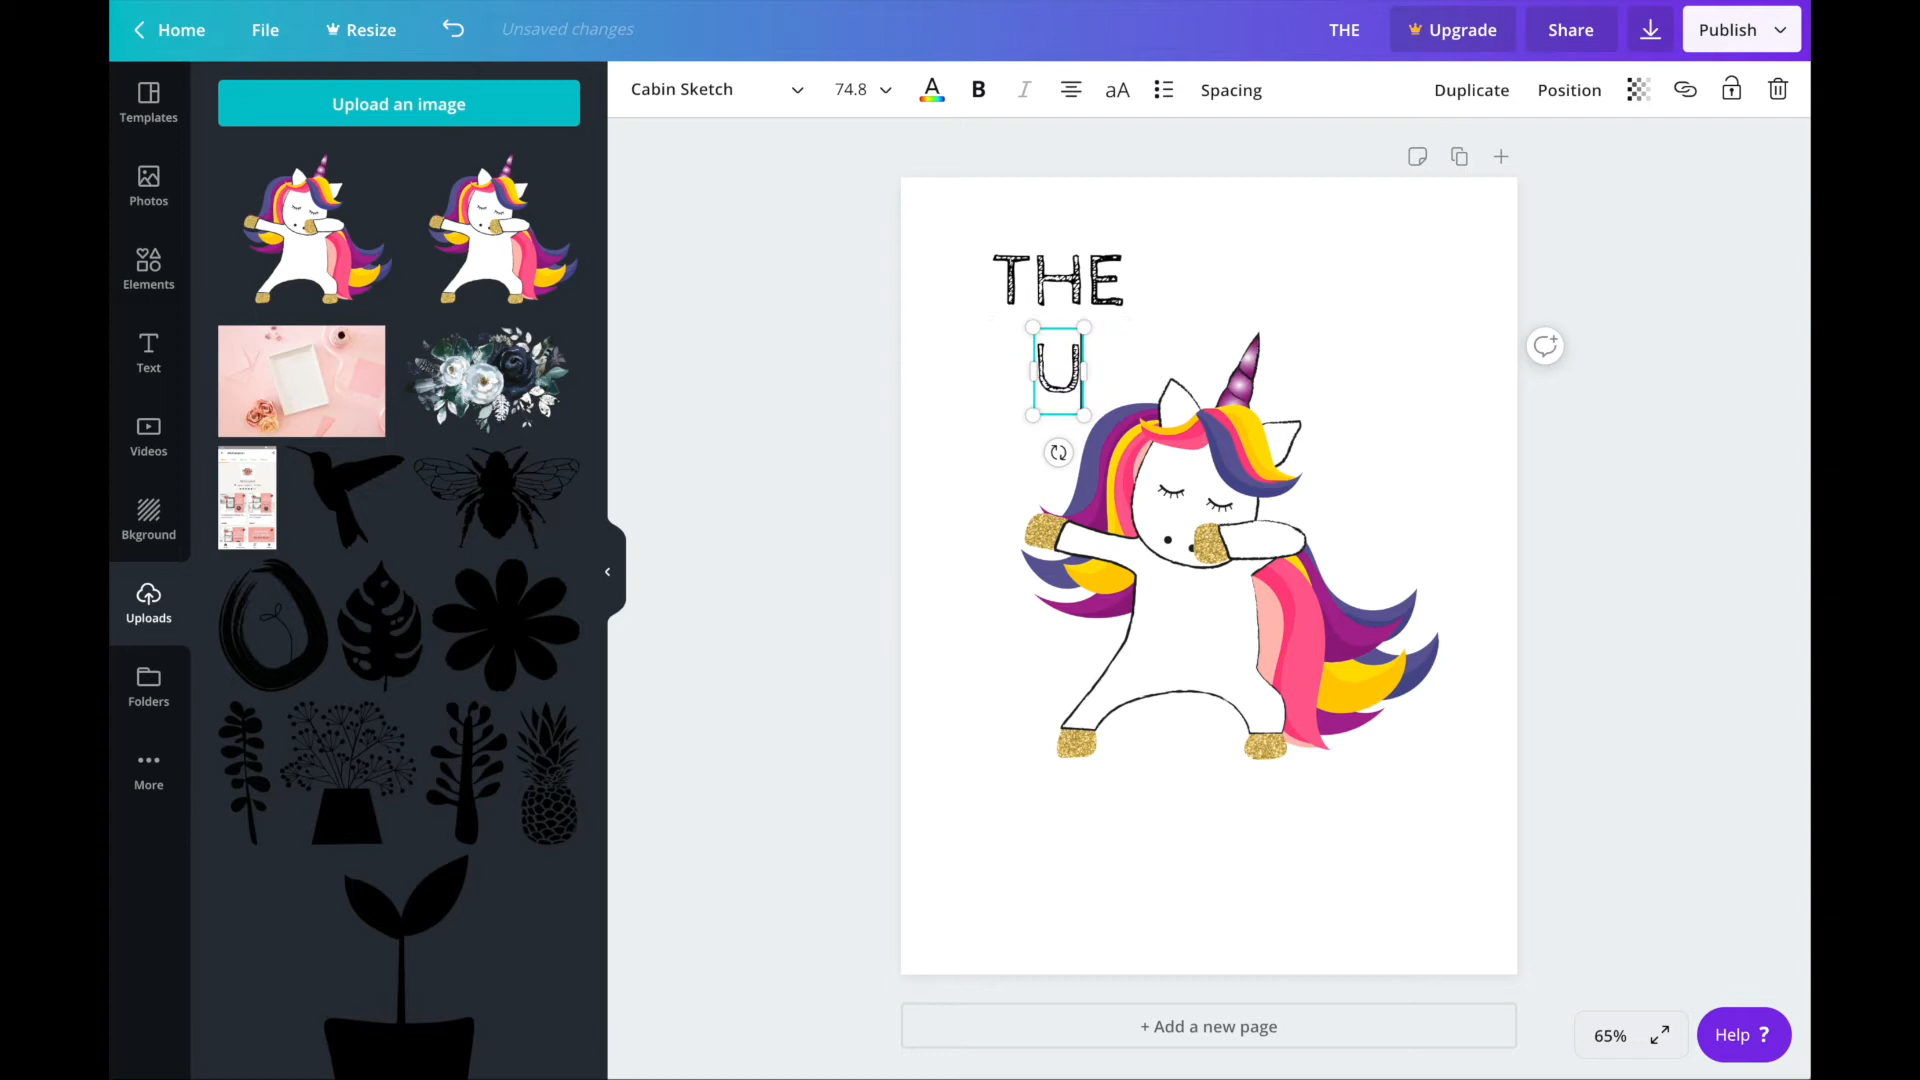 Home
File
Resize
Unsaved changes
THE
Upgrade
Share
Publish
Templates
Photos
Elements
Text
Videos
Bkground
Uploads
Folders
More
Upload an image
Cabin Sketch
74.8
A
B
I
aA
Spacing
Duplicate
Position
THE
U
+ Add a new page
65%
Help ?